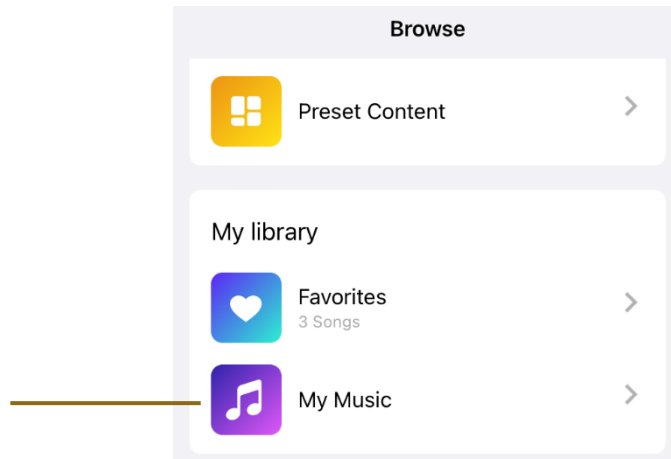 Browse
Preset Content
My library
Favorites
3 Songs
My Music